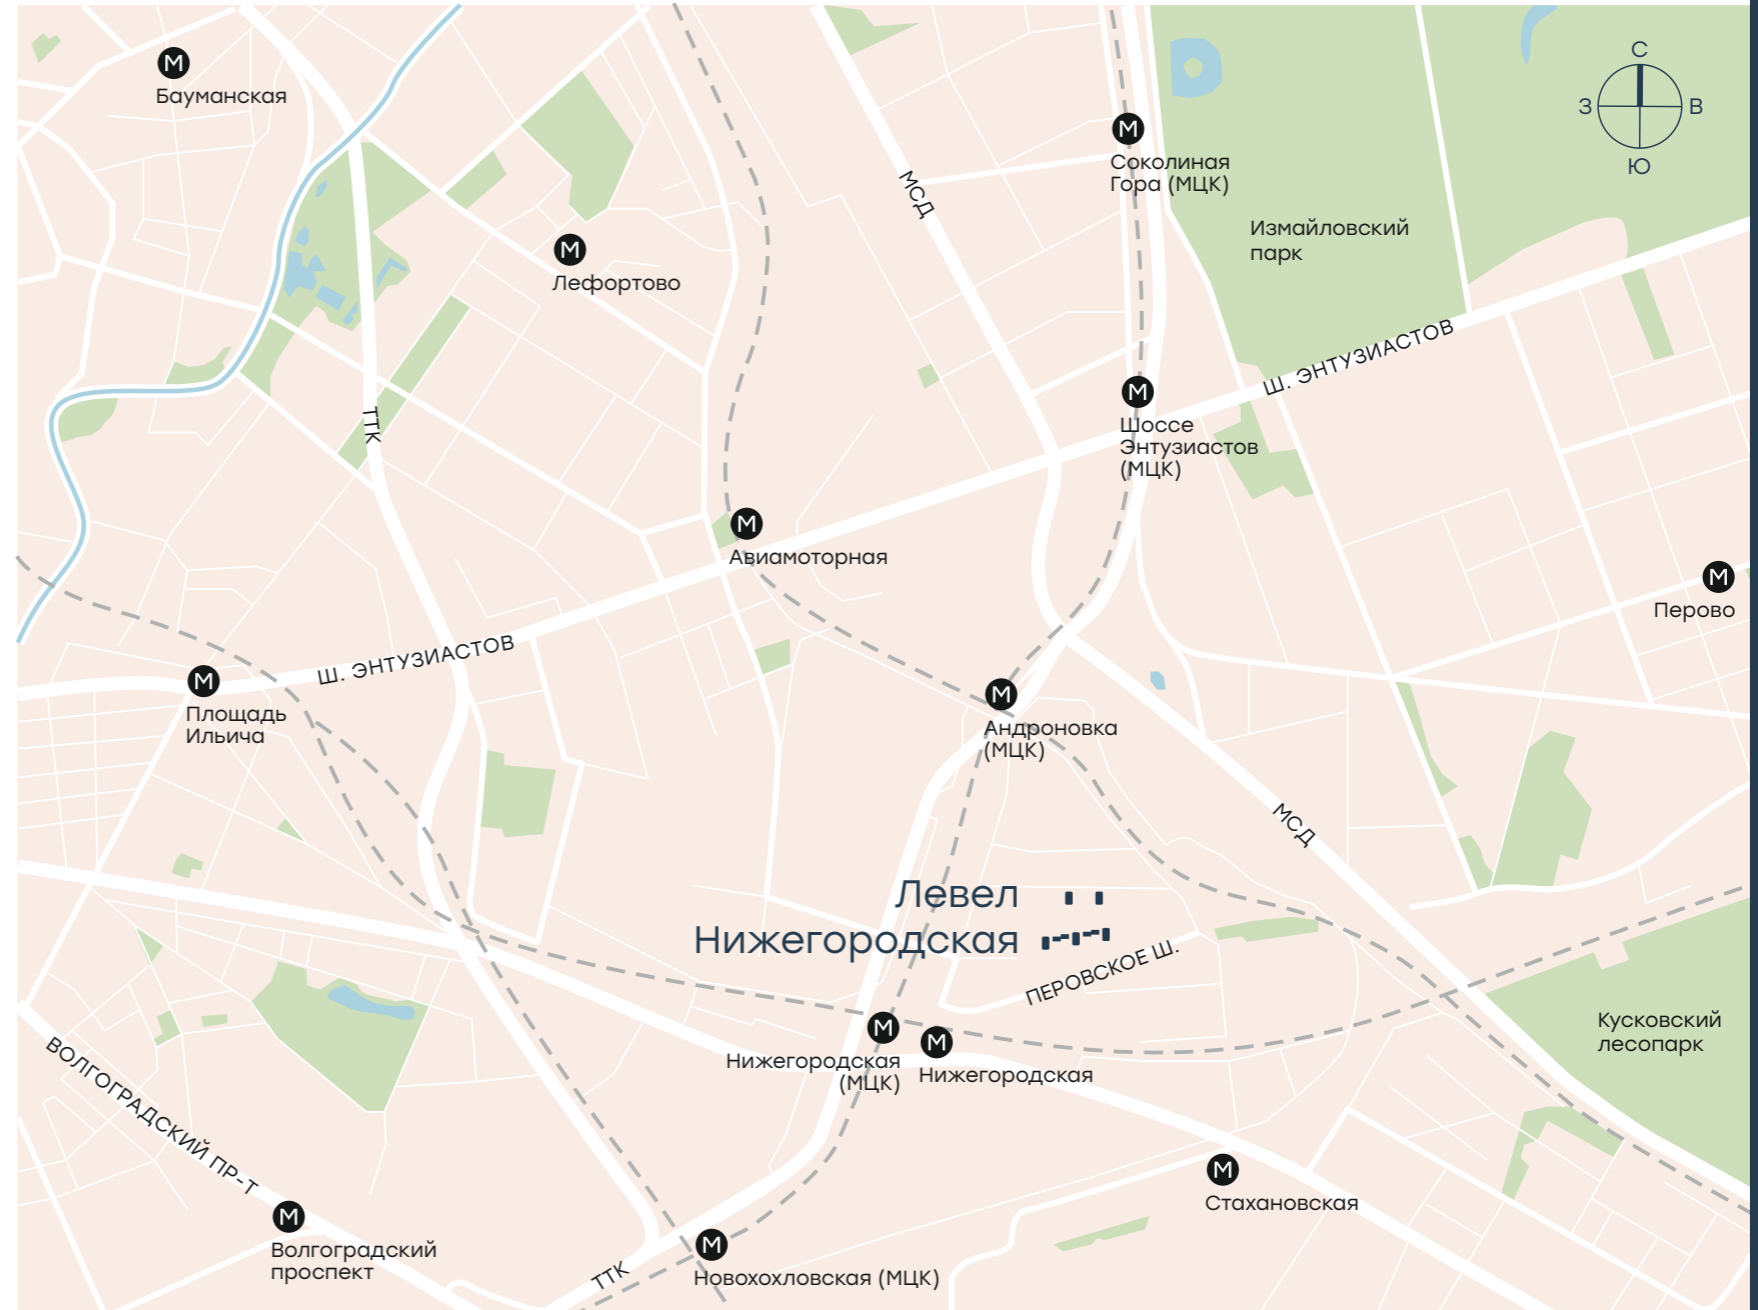 М
Бауманская
С
З
В
Ю
М
Соколиная
Гора (МЦК)
МСД
Измайловский
парк
М
Лефортово
Ш. ЭНТУЗИАСТОВ
М
Шоссе
Энтузиастов
(МЦК)
ТТК
М
Авиамоторная
М
Перово
Ш. ЭНТУЗИАСТОВ
М
Площадь
Ильича
М
Андроновка
(МЦК)
МСД
Левел
Нижегородская
ПЕРОВСКОЕ Ш.
М
Нижегородская
(МЦК)
М
Нижегородская
Кусковский
лесопарк
ВОЛГОГРАДСКИЙ ПР-Т
М
Стахановская
М
Волгоградский
проспект
ТТК
М
Новохохловская (МЦК)